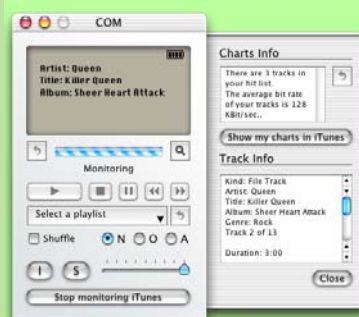 COM
Artist: Queen
Title: Killer Queen
Album: Sheer Heart Attack
Monitoring
Select a playlist
Shuffle
N O A
I S
Stop monitoring iTunes
Charts Info
There are 3 tracks in
your hit list.
The average bit rate
of your tracks is 128
KBit/sec..
Show my charts in iTunes
Track Info
Kind: File Track
Artist: Queen
Title: Killer Queen
Album: Sheer Heart Attack
Genre: Rock
Track 2 of 13
Duration: 3:00
Close